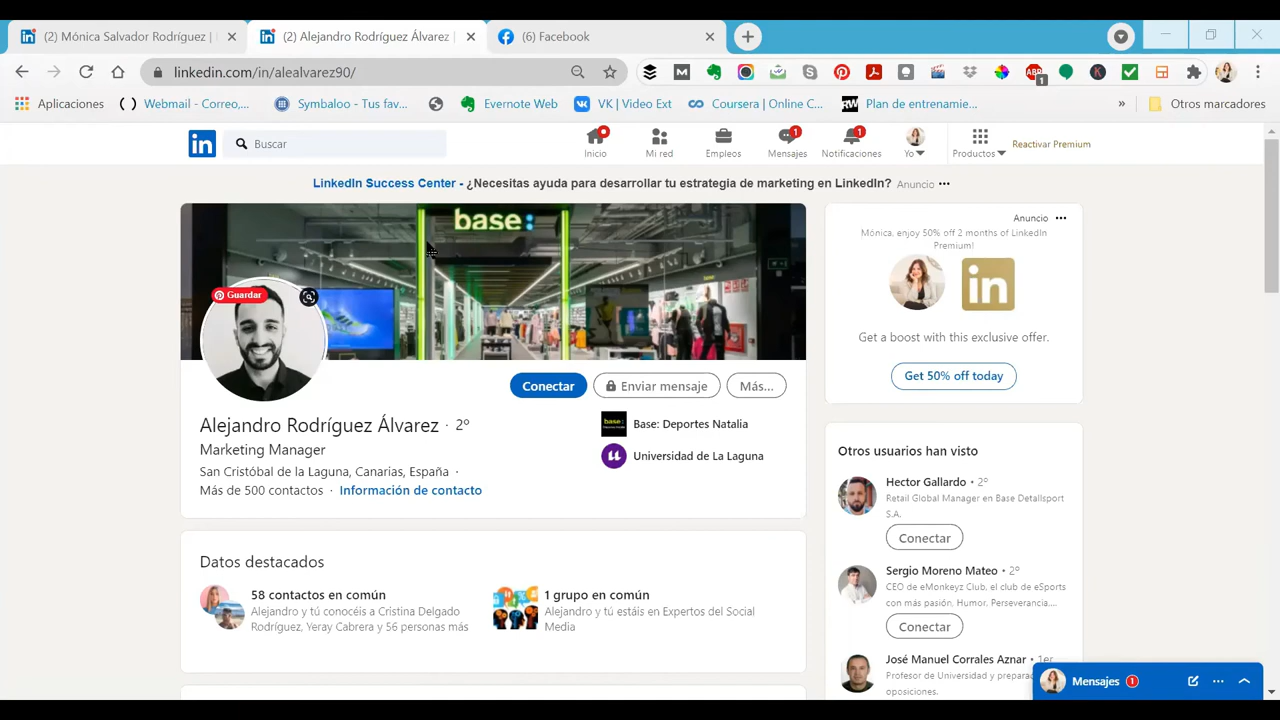 (2) Mónica Salvador Rodríguez |
(2) Alejandro Rodríguez Álvarez
(6) Facebook
linkedin.com/in/alealvarez90/
ABP
1
Aplicaciones
Webmail - Correo,...
Symbaloo - Tus fav...
Evernote Web
VK | Video Ext
Coursera | Online C...
RW
Plan de entrenamie...
»
Otros marcadores
in
Buscar
Inicio
Mi red
Empleos
1
Mensajes
1
Notificaciones
Yo
Productos
Reactivar Premium
LinkedIn Success Center - ¿Necesitas ayuda para desarrollar tu estrategia de marketing en LinkedIn? Anuncio
base:
Guardar
Conectar
Enviar mensaje
Más...
Alejandro Rodríguez Álvarez · 2º
Marketing Manager
San Cristóbal de la Laguna, Canarias, España ·
Más de 500 contactos · Información de contacto
base:
Base: Deportes Natalia
Universidad de La Laguna
Datos destacados
58 contactos en común
Alejandro y tú conocéis a Cristina Delgado
Rodríguez, Yeray Cabrera y 56 personas más
1 grupo en común
Alejandro y tú estáis en Expertos del Social
Media
Anuncio
Mónica, enjoy 50% off 2 months of LinkedIn
Premium!
in
Get a boost with this exclusive offer.
Get 50% off today
Otros usuarios han visto
Hector Gallardo • 2º
Retail Global Manager en Base Detallsport
S.A.
Conectar
Sergio Moreno Mateo • 2º
CEO de eMonkeyz Club, el club de eSports
con más pasión, Humor, Perseverancia,...
Conectar
José Manuel Corrales Aznar • 1er
Profesor de Universidad y prepara
oposiciones.
Mensajes
1